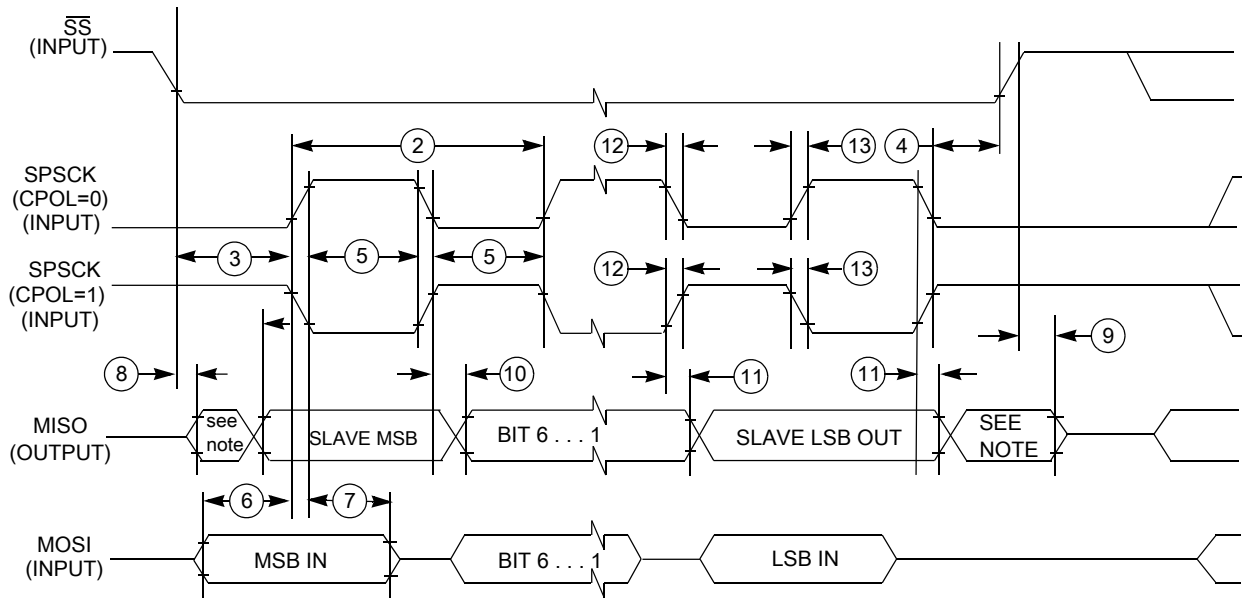 SS
(INPUT)
2
12
13
4
SPSCK
(CPOL=0)
(INPUT)
3
5
5
SPSCK
(CPOL=1)
(INPUT)
12
13
9
8
10
11
11
MISO
(OUTPUT)
see
note
SLAVE MSB
BIT 6 . . . 1
SLAVE LSB OUT
SEE
NOTE
6
7
MOSI
(INPUT)
MSB IN
BIT 6 . . . 1
LSB IN